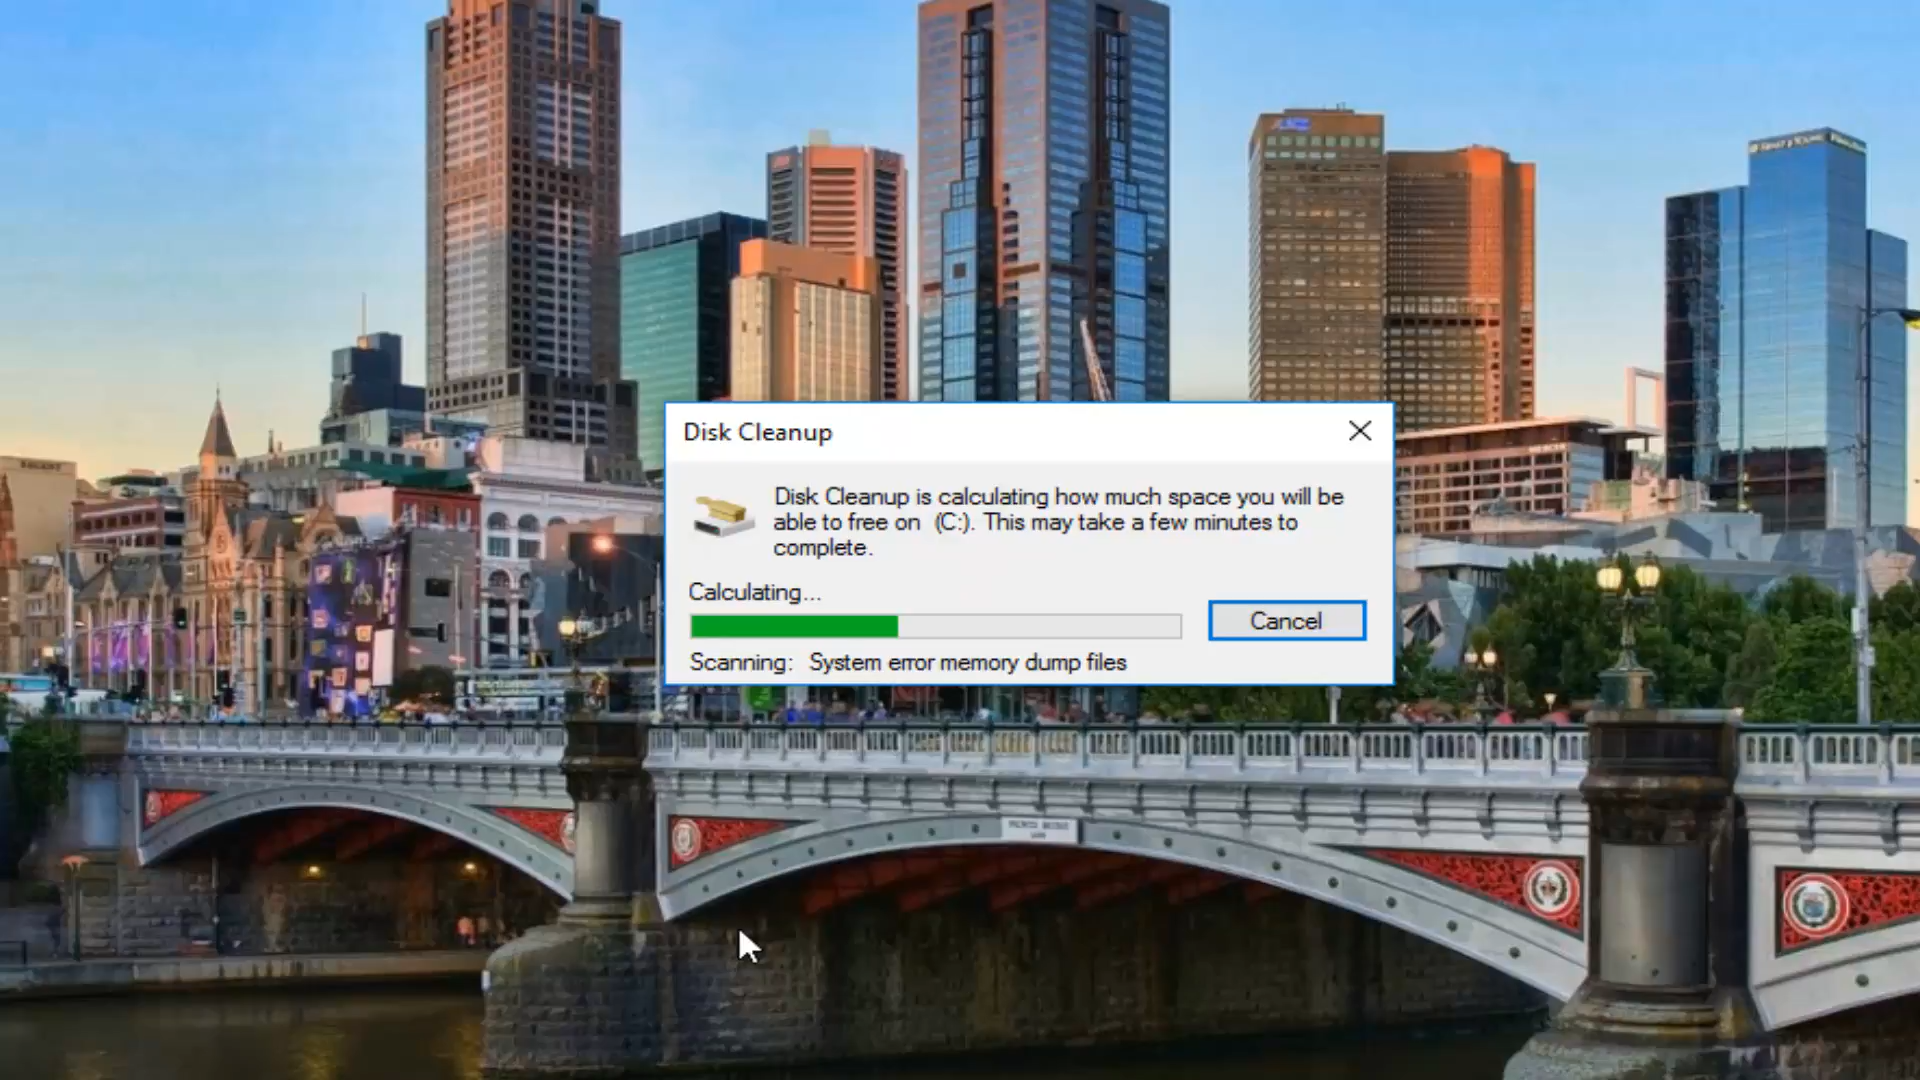 Disk Cleanup
Disk Cleanup is calculating how much space you will be
able to free on (C:). This may take a few minutes to
complete.
Calculating...
Cancel
Scanning: System error memory dump files